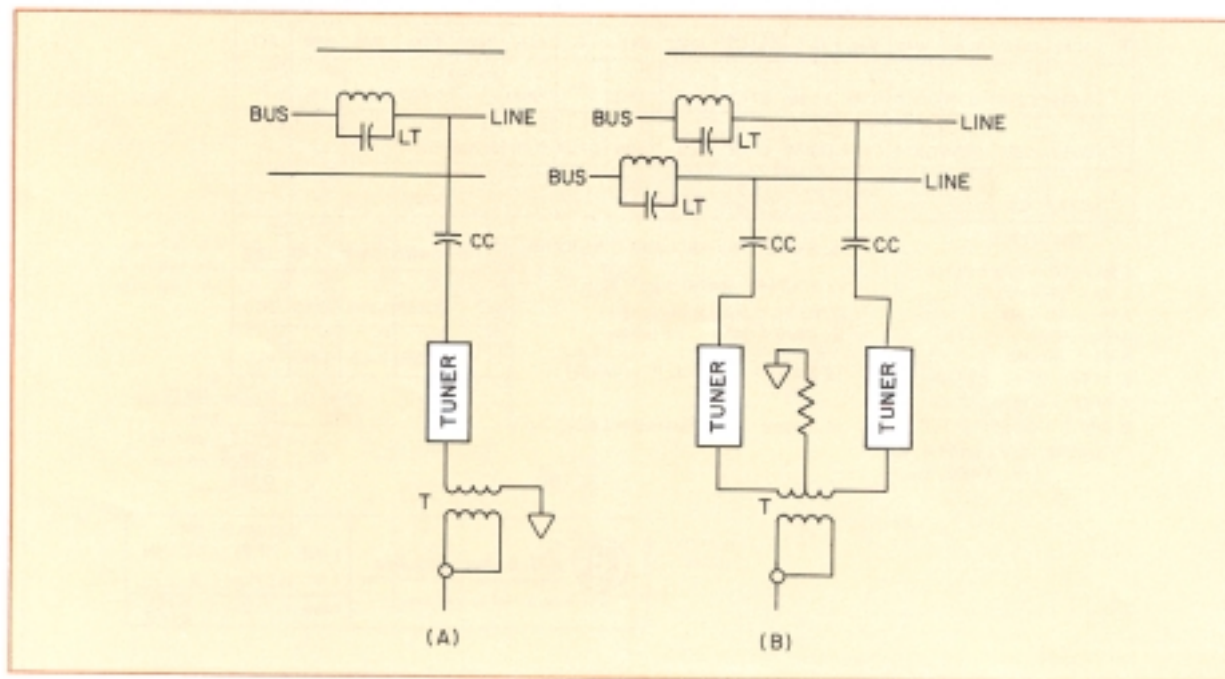 BUS
LINE
LT
CC
TUNER
T
(A)
BUS
LINE
LT
BUS
LINE
LT
CC
CC
TUNER
TUNER
T
(B)